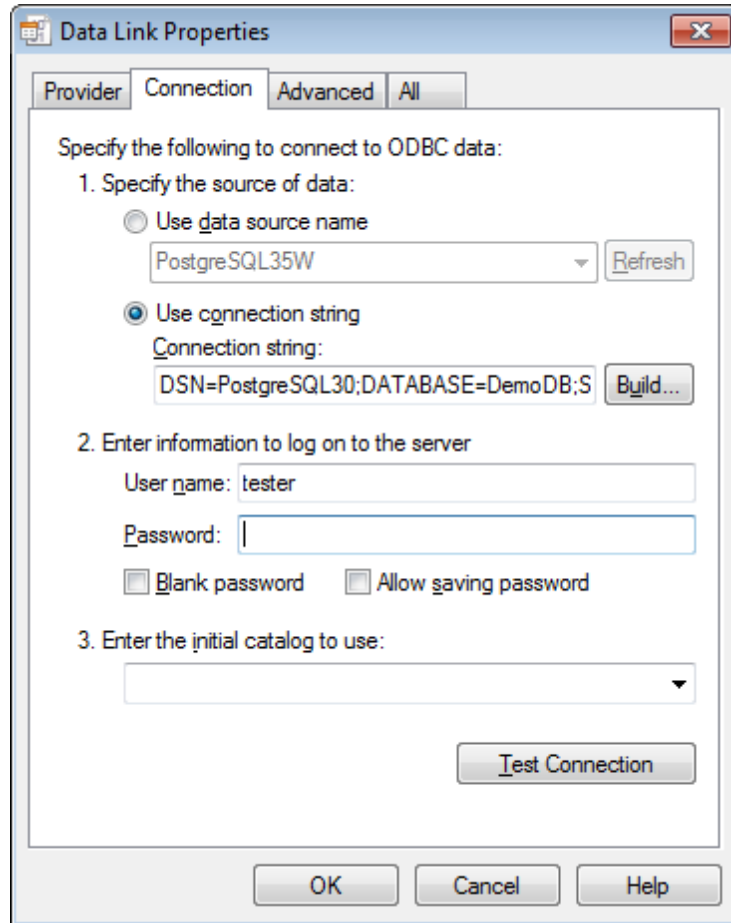 Data Link Properties
Provider Connection Advanced All
Specify the following to connect to ODBC data:
1. Specify the source of data:
Use data source name
PostgreSQL35W Refresh
Use connection string
Connection string:
DSN=PostgreSQL30;DATABASE=DemoDB;S Build...
2. Enter information to log on to the server
User name: tester
Password:
Blank password Allow saving password
3. Enter the initial catalog to use:
Test Connection
OK Cancel Help